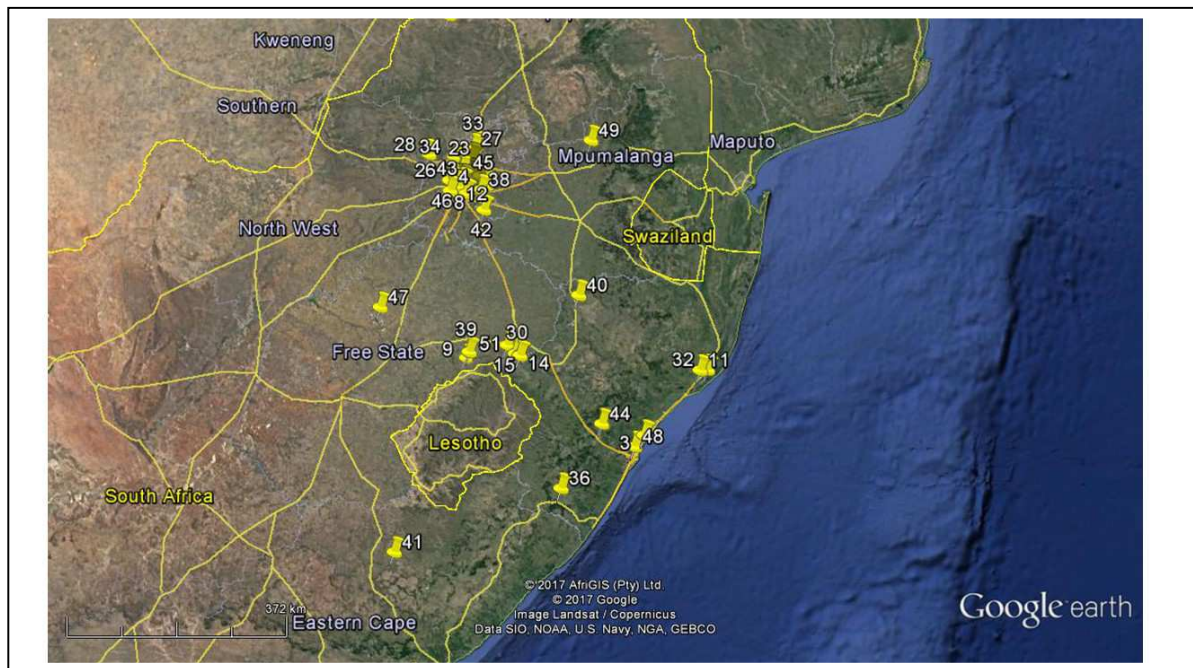 Kweneng
Southern
33
28 34 23 27
49
Maputo
Mpumalanga
26 43 4 45
38
46 8 12
North West
42
Swaziland
40
47
39 51 30
Free State 9
15 14
32 11
44
3 48
Lesotho
36
South Africa
41
© 2017 AfriGIS (Pty) Ltd.
© 2017 Google
Image Landsat / Copernicus
Data SIO, NOAA, U.S. Navy, NGA, GEBCO
372 km
Eastern Cape
Google earth